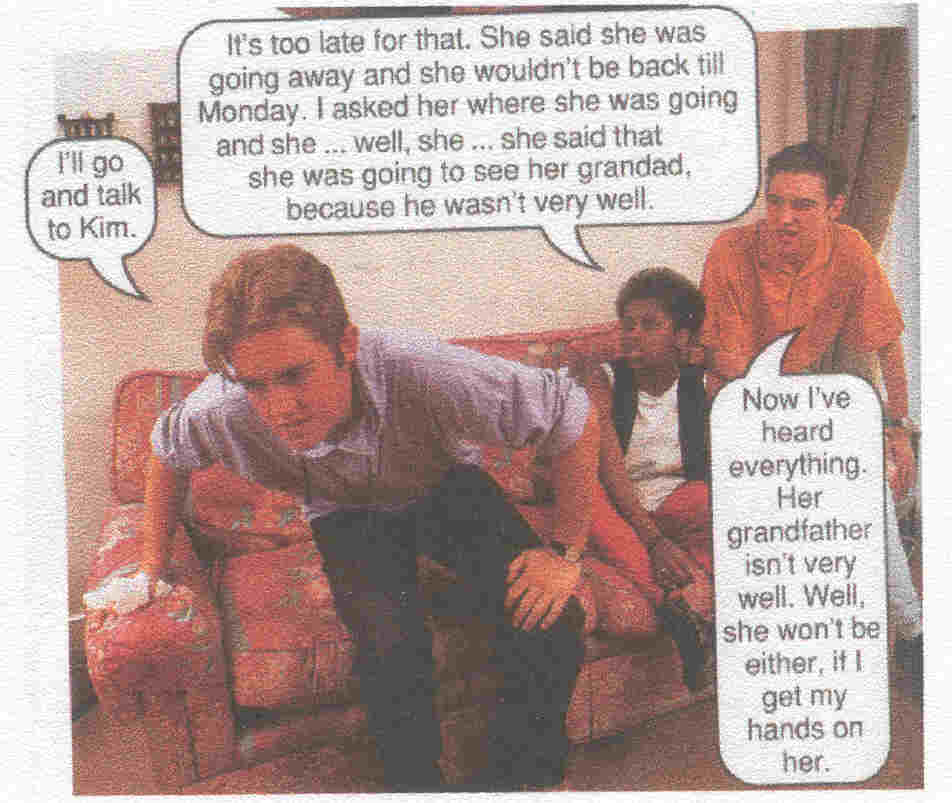 I'll go
and talk
to Kim.
It's too late for that. She said she was
going away and she wouldn't be back till
Monday. I asked her where she was going
and she ... well, she ... she said that
she was going to see her grandad,
because he wasn't very well.
Now I've
heard
everything.
Her
grandfather
isn't very
well. Well,
she won't be
either, if I
get my
hands on
her.